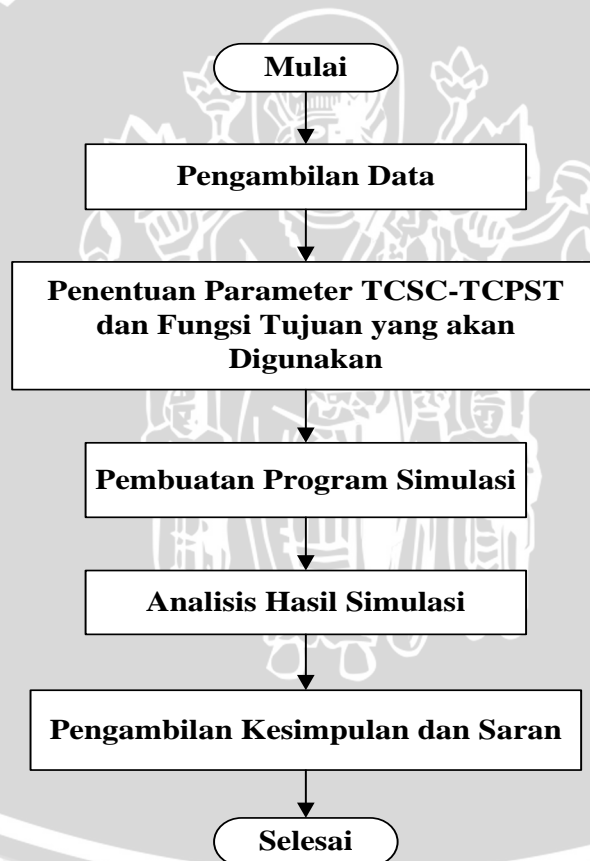 Mulai
Pengambilan Data
Penentuan Parameter TCSC-TCPST
dan Fungsi Tujuan yang akan
Digunakan
Pembuatan Program Simulasi
Analisis Hasil Simulasi
Pengambilan Kesimpulan dan Saran
Selesai